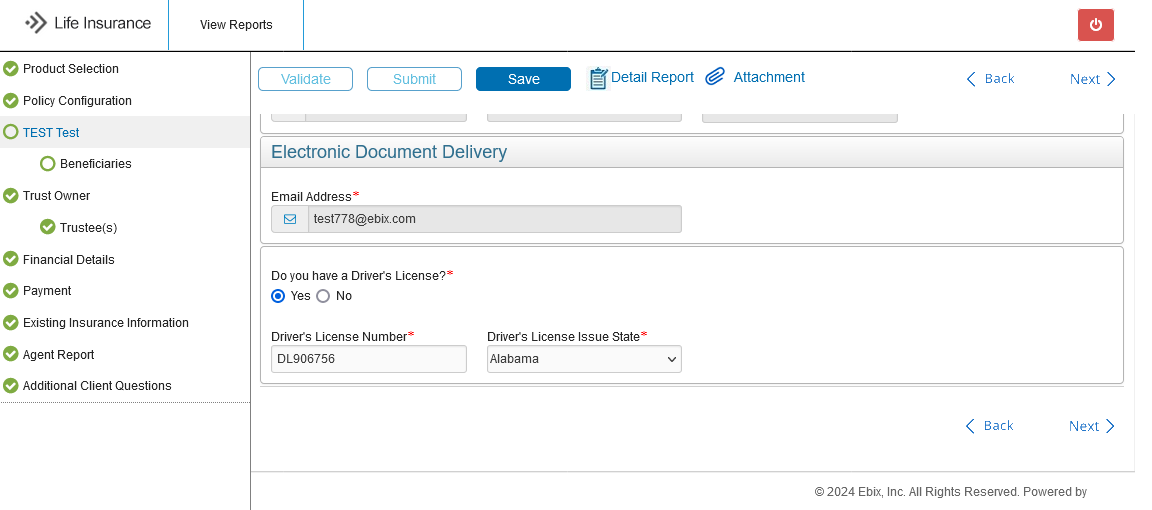 Life Insurance
View Reports
Product Selection
Policy Configuration
TEST Test
Beneficiaries
Trust Owner
Trustee(s)
Financial Details
Payment
Existing Insurance Information
Agent Report
Additional Client Questions
Validate Submit Save Detail Report Attachment Back Next
Electronic Document Delivery
Email Address*
test778@ebix.com
Do you have a Driver's License?*
Yes No
Driver's License Number* Driver's License Issue State*
DL906756 Alabama
Back Next
© 2024 Ebix, Inc. All Rights Reserved. Powered by